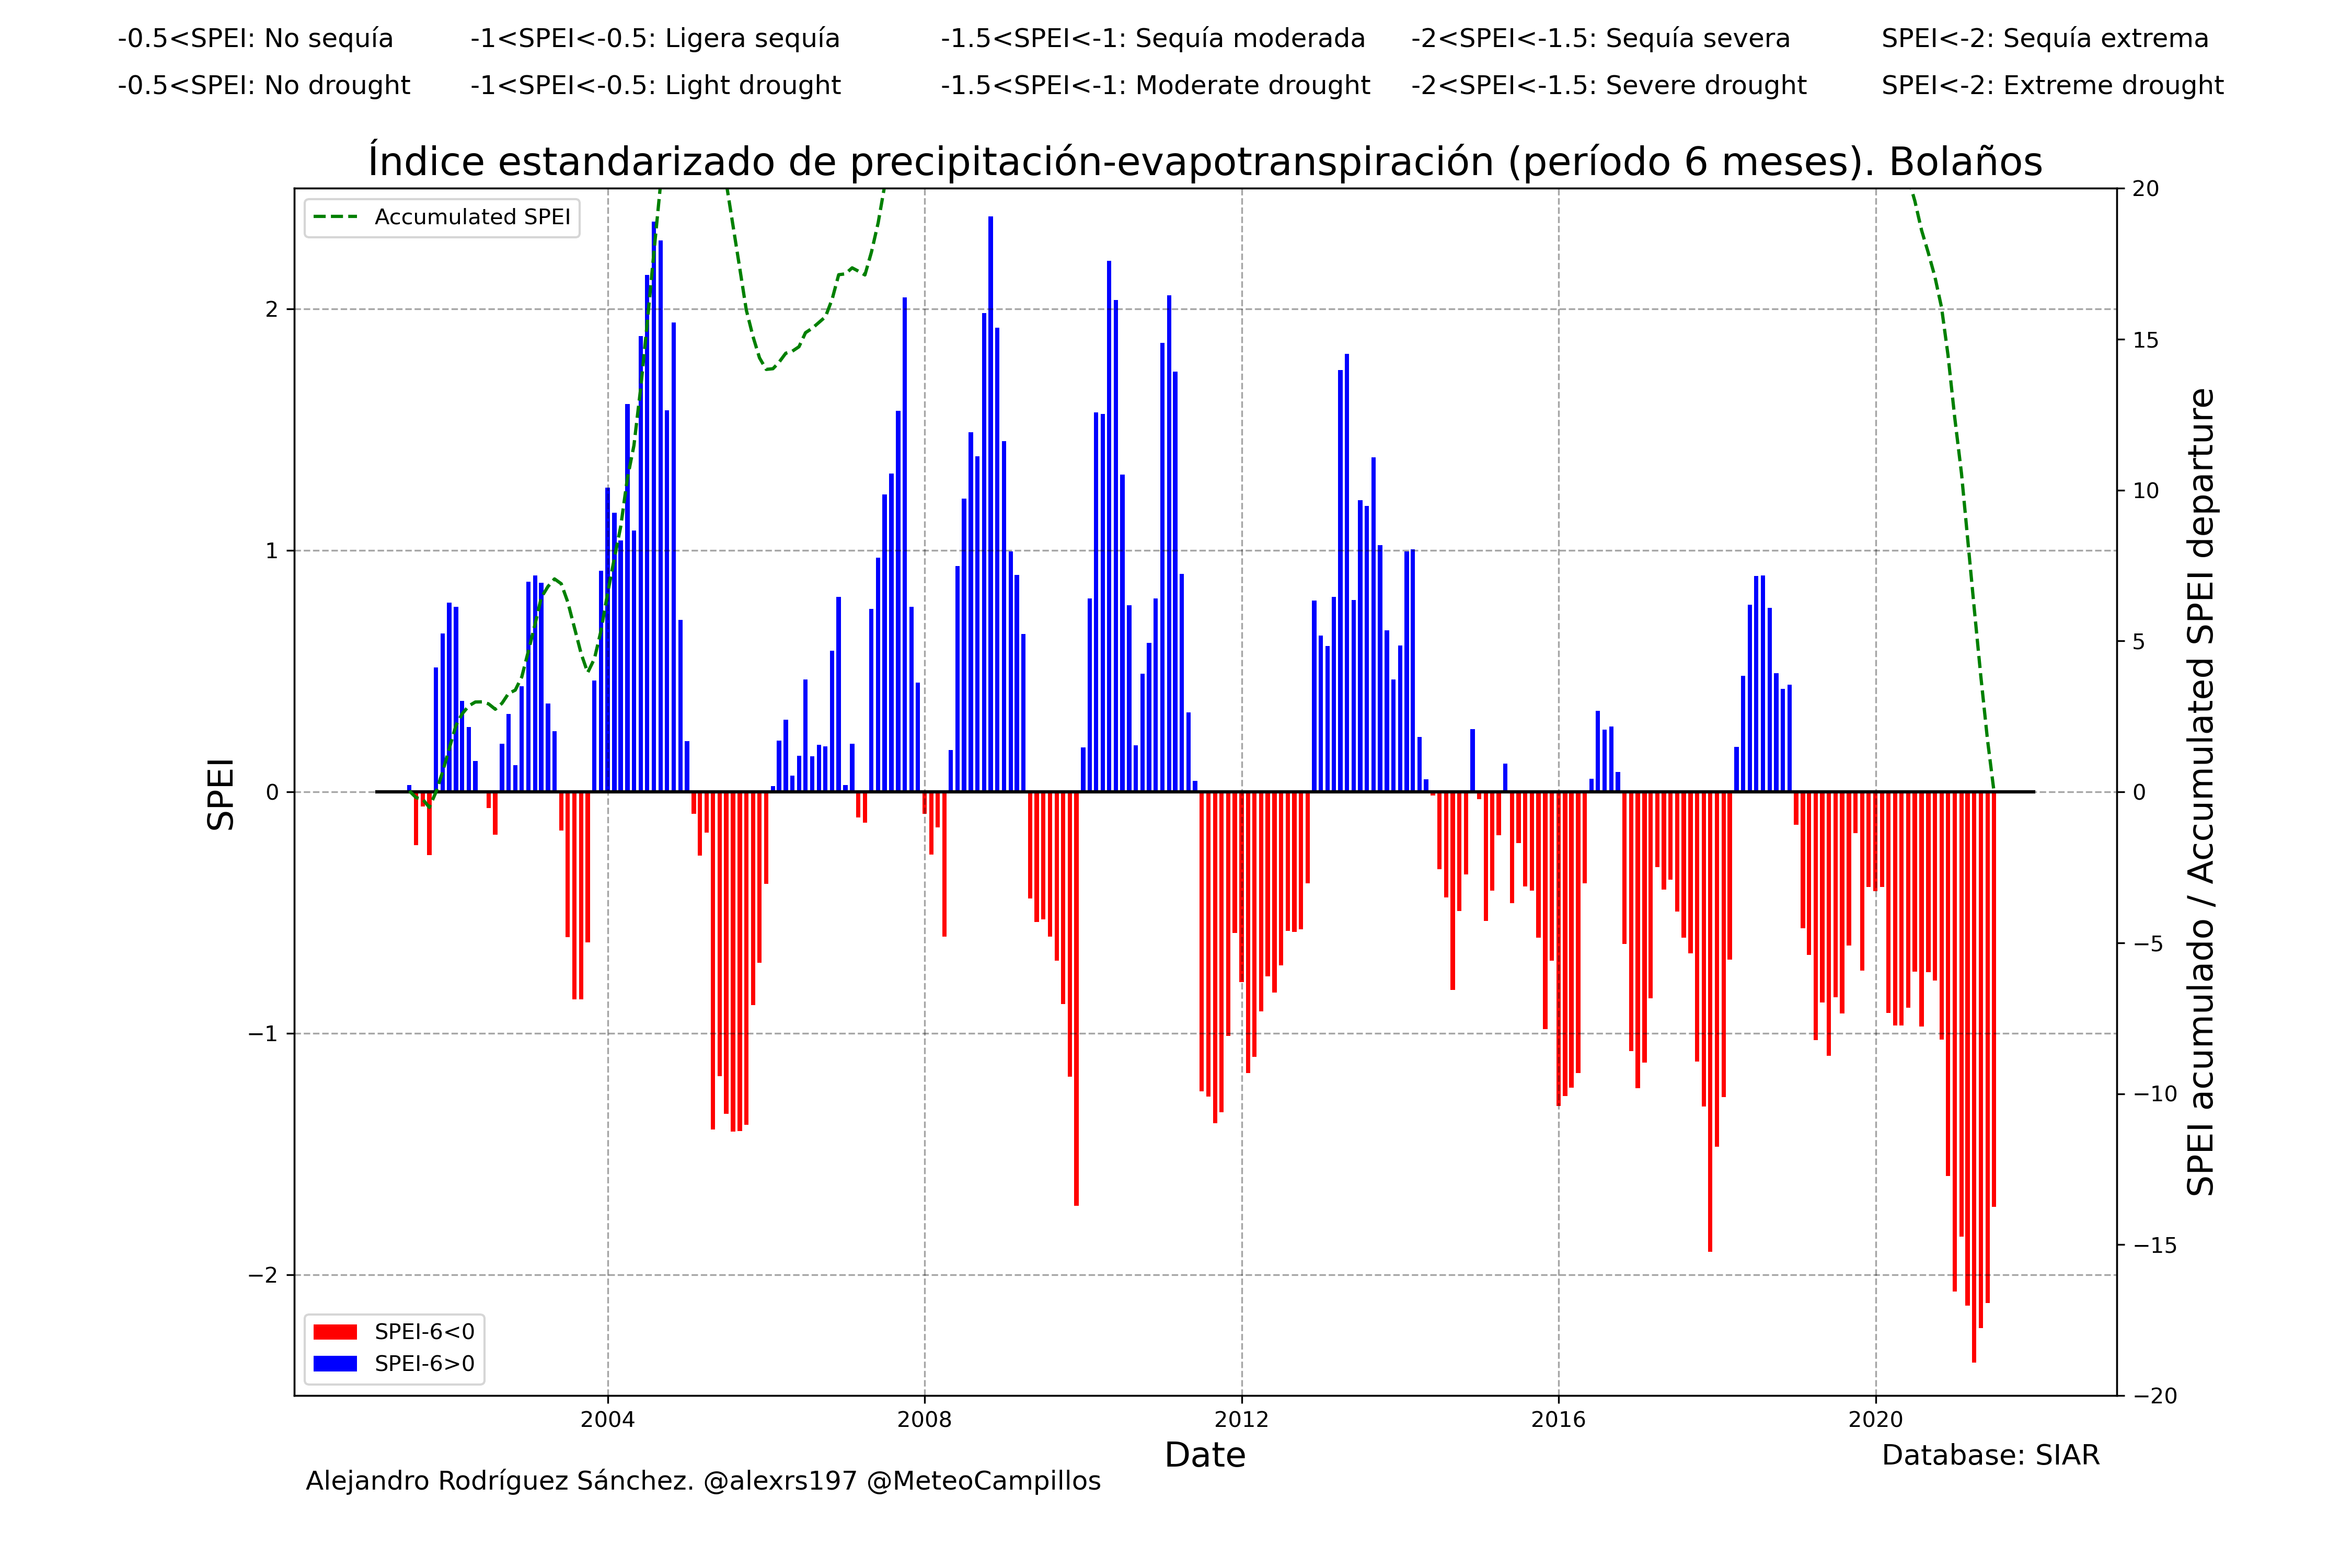 -0.5<SPEI: No sequía -1<SPEI<-0.5: Ligera sequía -1.5<SPEI<-1: Sequía moderada -2<SPEI<-1.5: Sequía severa SPEI<-2: Sequía extrema
-0.5<SPEI: No drought -1<SPEI<-0.5: Light drought -1.5<SPEI<-1: Moderate drought -2<SPEI<-1.5: Severe drought SPEI<-2: Extreme drought
Índice estandarizado de precipitación-evapotranspiración (período 6 meses). Bolaños
Accumulated SPEI
SPEI
2
1
0
−1
−2
20
15
10
5
0
−5
−10
−15
−20
SPEI acumulado / Accumulated SPEI departure
SPEI-6<0
SPEI-6>0
2004 2008 2012 2016 2020
Date
Database: SIAR
Alejandro Rodríguez Sánchez. @alexrs197 @MeteoCampillos